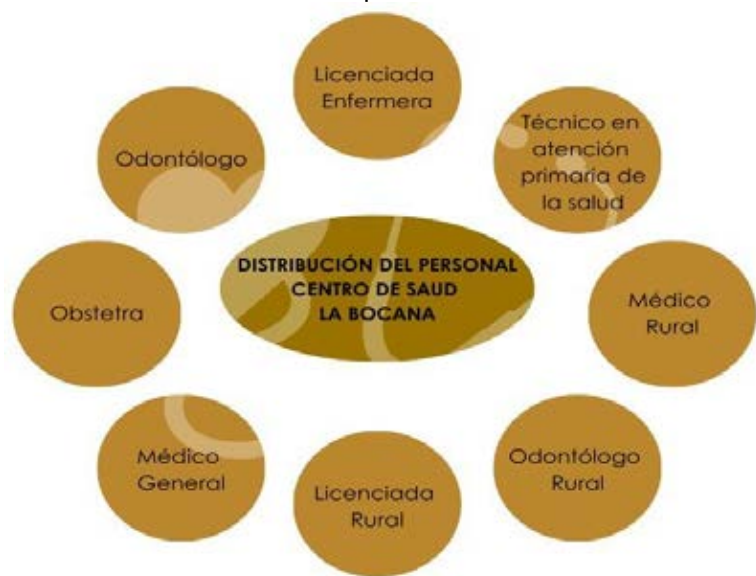 Licenciada
Enfermera
Técnico en
atención
primaria de
la salud
Odontólogo
DISTRIBUCIÓN DEL PERSONAL
CENTRO DE SAUD
LA BOCANA
Médico
Rural
Obstetra
Odontólogo
Rural
Licenciada
Rural
Médico
General